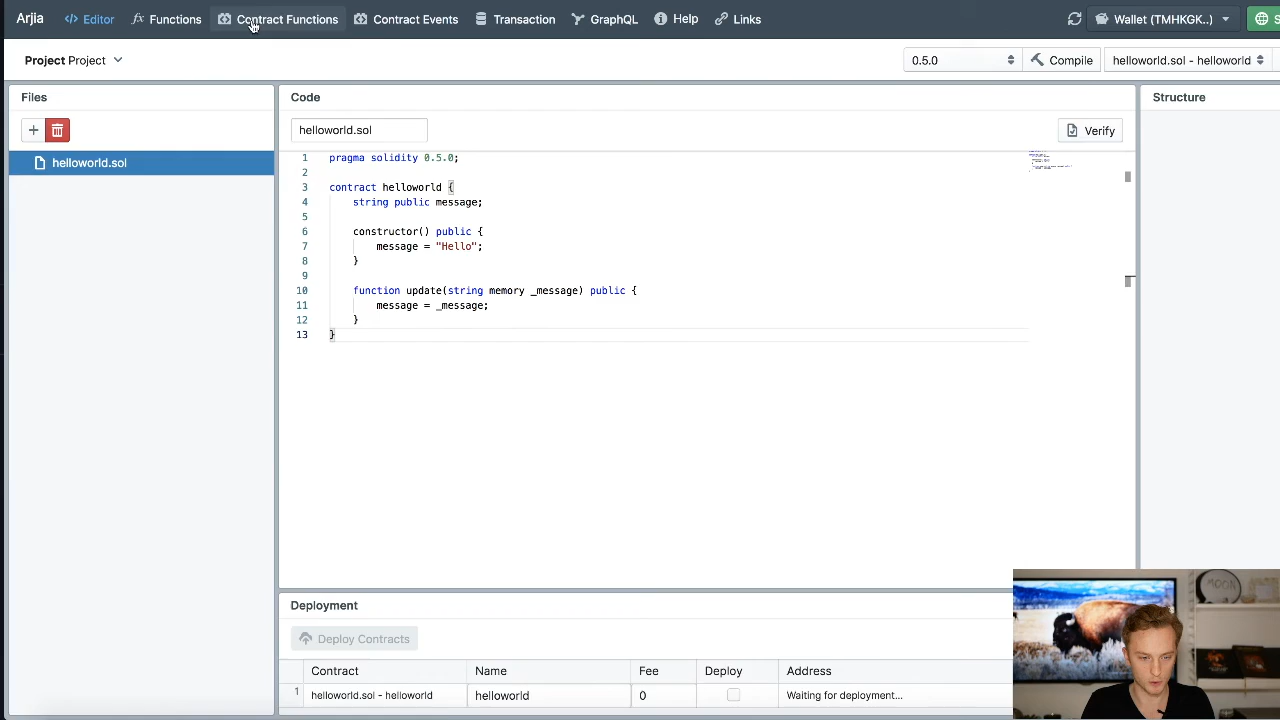 Arjia Editor Functions Contract Functions Contract Events Transaction GraphQL Help Links Wallet (TMHKGK..)
Project Project 0.5.0 Compile helloworld.sol - helloworld
Files Code Structure
helloworld.sol Verify
helloworld.sol
1 pragma solidity 0.5.0;
2
3 contract helloworld {
4 string public message;
5
6 constructor() public {
7 message = "Hello";
8 }
9
10 function update(string memory _message) public {
11 message = _message;
12 }
13 }
Deployment
Deploy Contracts
Contract Name Fee Deploy Address
1 helloworld.sol - helloworld helloworld 0 Waiting for deployment...
MOON